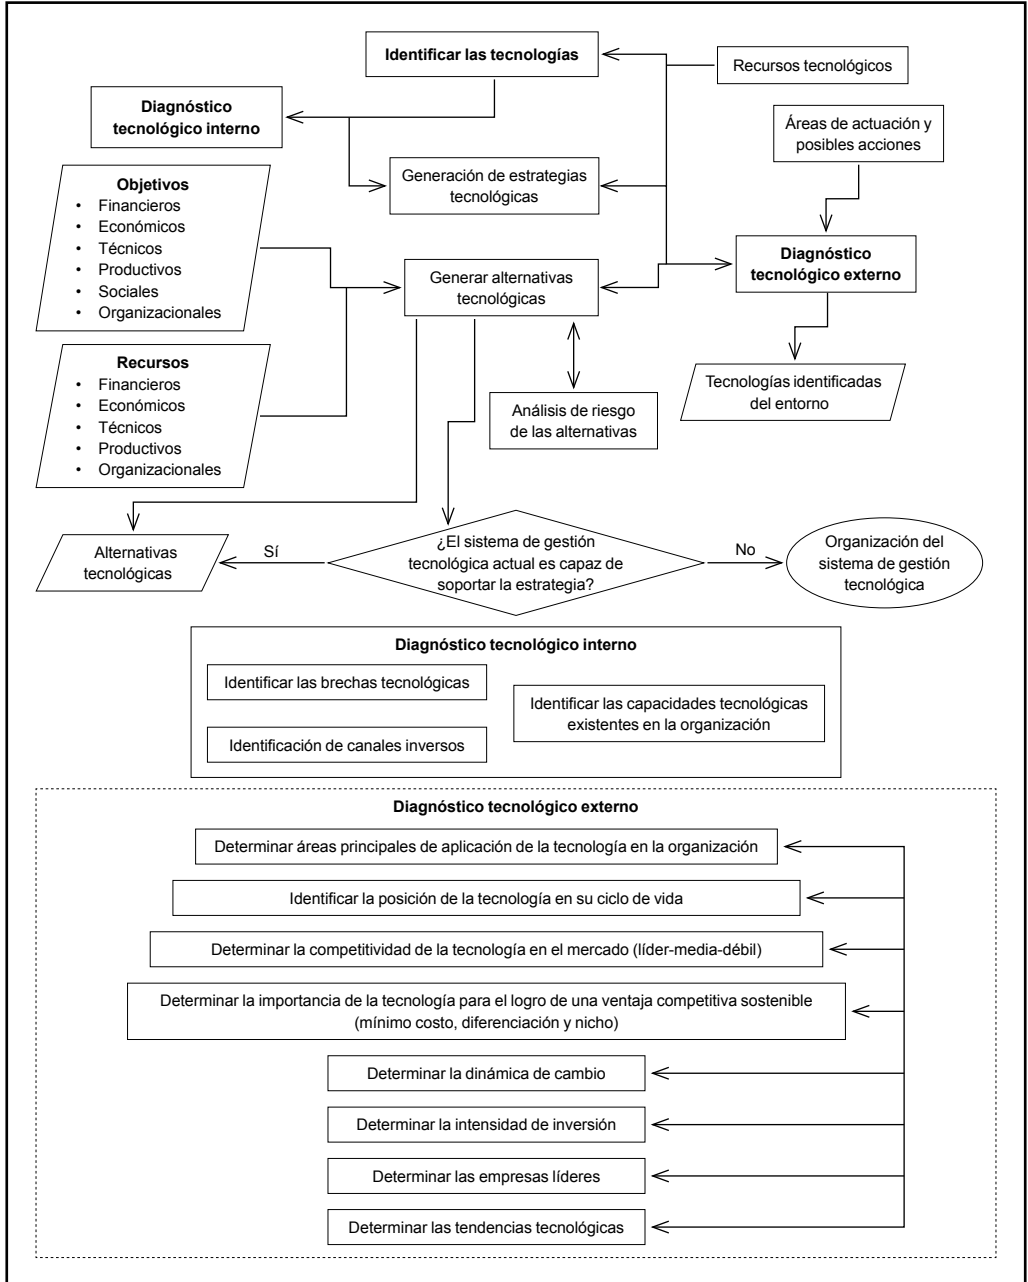 Identificar las tecnologías
Recursos tecnológicos
Diagnóstico
tecnológico interno
Áreas de actuación y
posibles acciones
Generación de estrategias
tecnológicas
Objetivos
• Financieros
• Económicos
• Técnicos
• Productivos
• Sociales
• Organizacionales
Diagnóstico
tecnológico externo
Generar alternativas
tecnológicas
Recursos
• Financieros
• Económicos
• Técnicos
• Productivos
• Organizacionales
Tecnologías identificadas
del entorno
Análisis de riesgo
de las alternativas
Alternativas
tecnológicas
Sí
¿El sistema de gestión
tecnológica actual es capaz de
soportar la estrategia?
No
Organización del
sistema de gestión
tecnológica
Diagnóstico tecnológico interno
Identificar las brechas tecnológicas
Identificar las capacidades tecnológicas
existentes en la organización
Identificación de canales inversos
Diagnóstico tecnológico externo
Determinar áreas principales de aplicación de la tecnología en la organización
Identificar la posición de la tecnología en su ciclo de vida
Determinar la competitividad de la tecnología en el mercado (líder-media-débil)
Determinar la importancia de la tecnología para el logro de una ventaja competitiva sostenible
(mínimo costo, diferenciación y nicho)
Determinar la dinámica de cambio
Determinar la intensidad de inversión
Determinar las empresas líderes
Determinar las tendencias tecnológicas